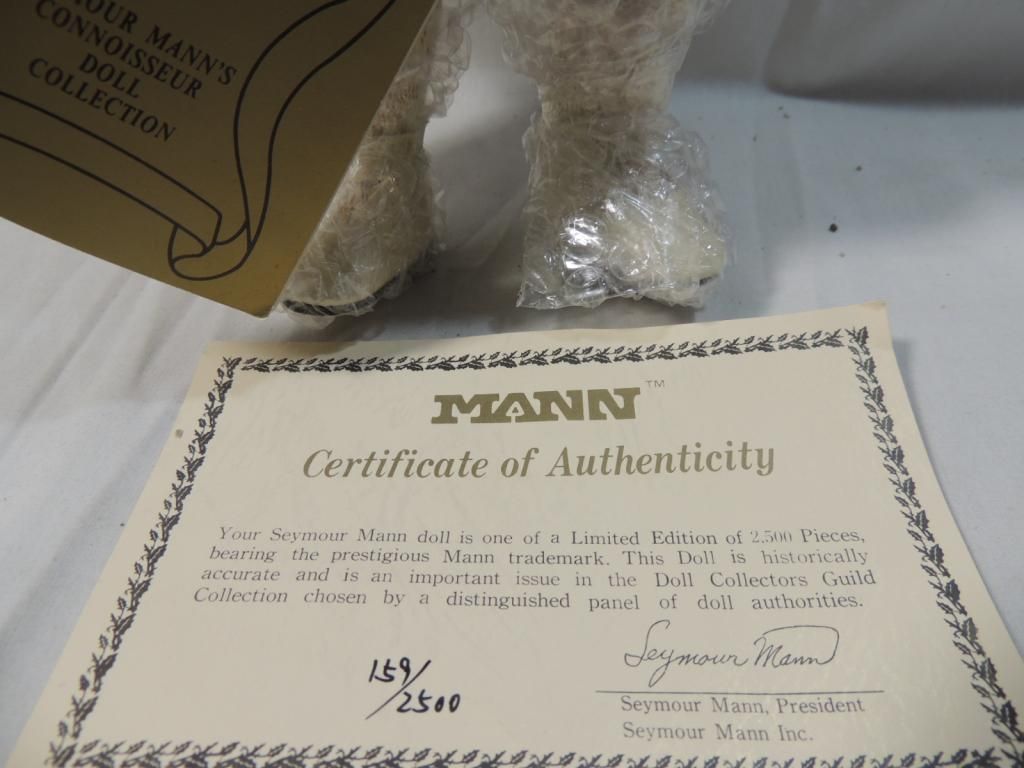 MANN'S
CONNOISSEUR
DOLL
COLLECTION
MANN™
Certificate of Authenticity
Your Seymour Mann doll is one of a Limited Edition of 2,500 Pieces,
bearing the prestigious Mann trademark. This Doll is historically
accurate and is an important issue in the Doll Collectors Guild
Collection chosen by a distinguished panel of doll authorities.
159/2500
Seymour Mann
Seymour Mann, President
Seymour Mann Inc.